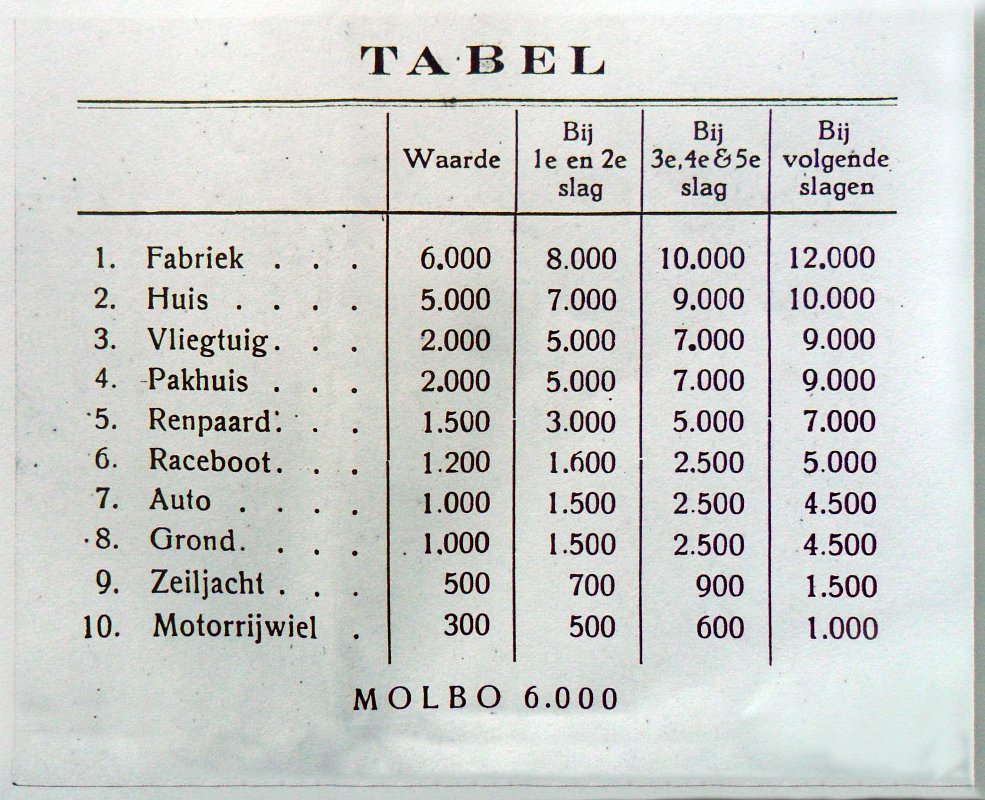 TABEL
Waarde Bij 1e en 2e slag Bij 3e, 4e & 5e slag Bij volgende slagen
1. Fabriek . . . 6.000 8.000 10.000 12.000
2. Huis . . . . 5.000 7.000 9.000 10.000
3. Vliegtuig . . . 2.000 5.000 7.000 9.000
4. Pakhuis . . . 2.000 5.000 7.000 9.000
5. Renpaard . . . 1.500 3.000 5.000 7.000
6. Raceboot . . . 1.200 1.600 2.500 5.000
7. Auto . . . . 1.000 1.500 2.500 4.500
8. Grond . . . . 1.000 1.500 2.500 4.500
9. Zeiljacht . . . 500 700 900 1.500
10. Motorrijwiel . 300 500 600 1.000
MOLBO 6.000